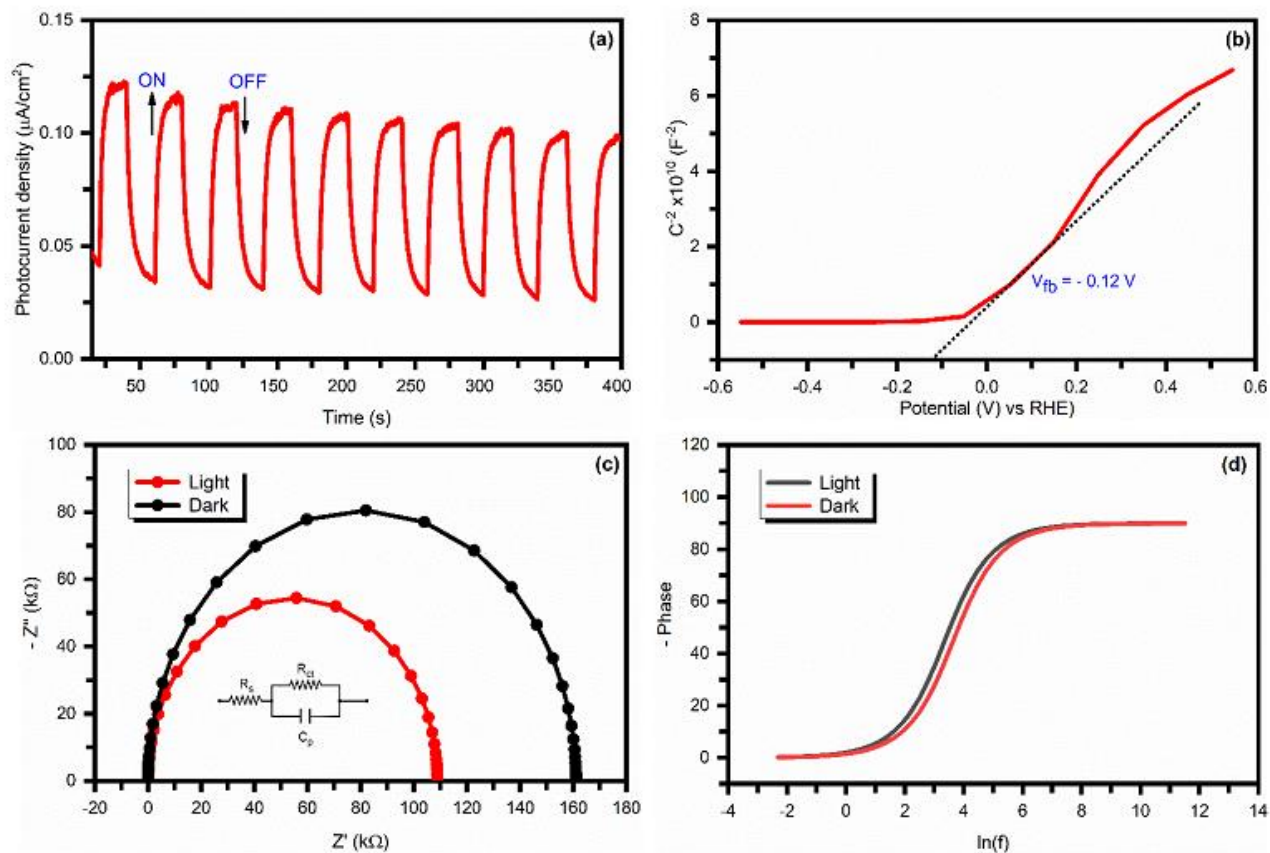 (a)
ON
OFF
0.15
0.10
0.05
0.00
Photocurrent density (μA/cm²)
50
100
150
200
250
300
350
400
Time (s)
(b)
8
6
4
2
0
C⁻² x10¹⁰ (F⁻²)
V_fb = - 0.12 V
-0.6
-0.4
-0.2
0.0
0.2
0.4
0.6
Potential (V) vs RHE)
(c)
Light
Dark
100
80
60
40
20
0
- Z'' (kΩ)
R_s
R_ct
C_p
-20
0
20
40
60
80
100
120
140
160
180
Z' (kΩ)
(d)
Light
Dark
120
100
80
60
40
20
0
- Phase
-4
-2
0
2
4
6
8
10
12
14
ln(f)